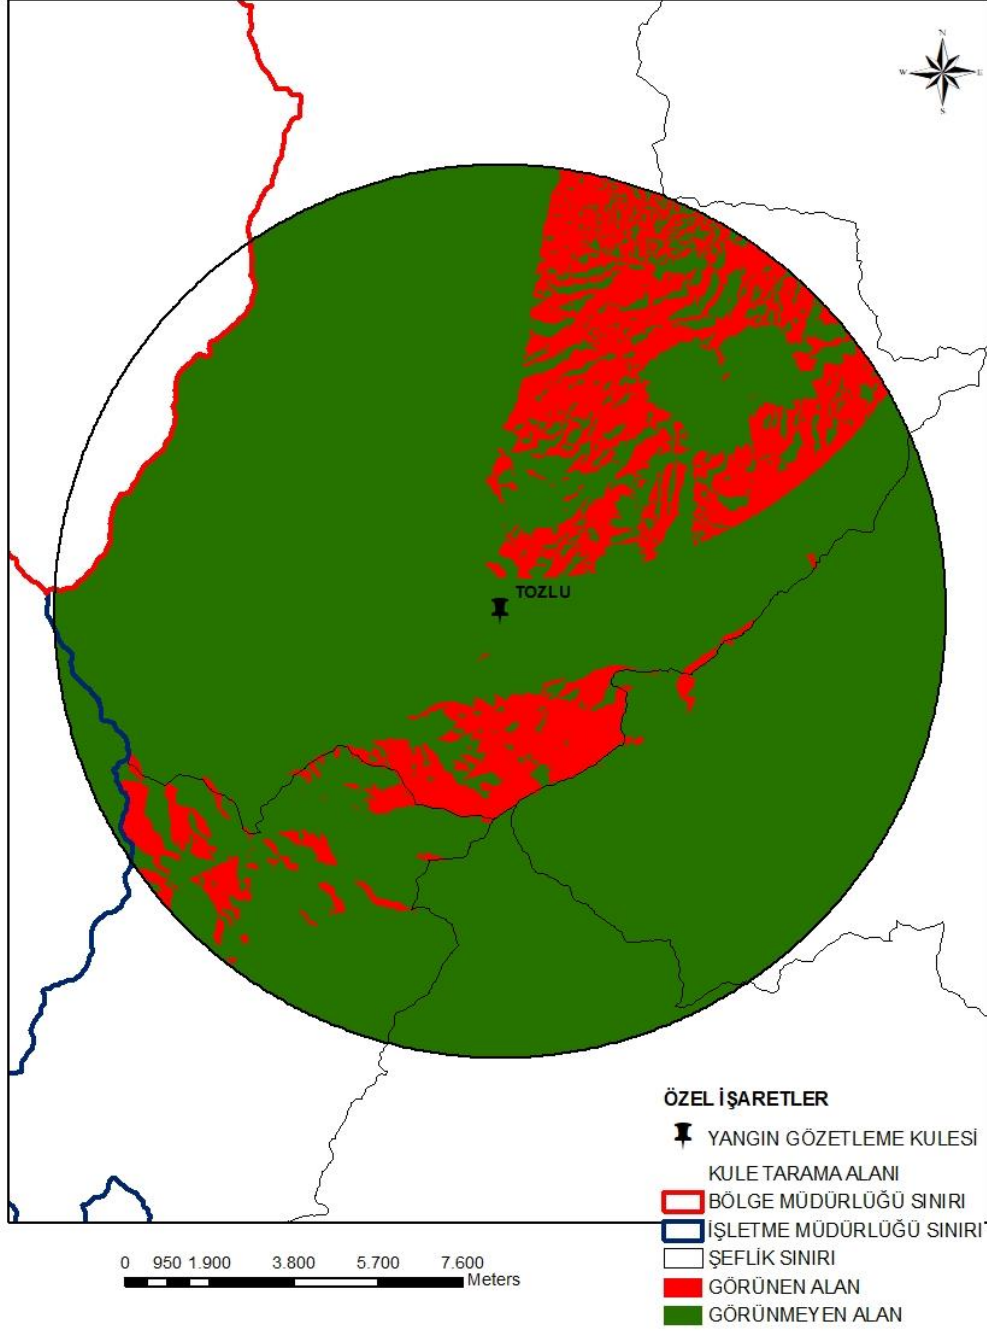 N
W E
S
TOZLU
ÖZEL İŞARETLER
YANGIN GÖZETLEME KULESİ
KULE TARAMA ALANI
BÖLGE MÜDÜRLÜĞÜ SINIRI
İŞLETME MÜDÜRLÜĞÜ SINIRI
ŞEFLİK SINIRI
GÖRÜNEN ALAN
GÖRÜNMEYEN ALAN
0 950 1.900 3.800 5.700 7.600
Meters